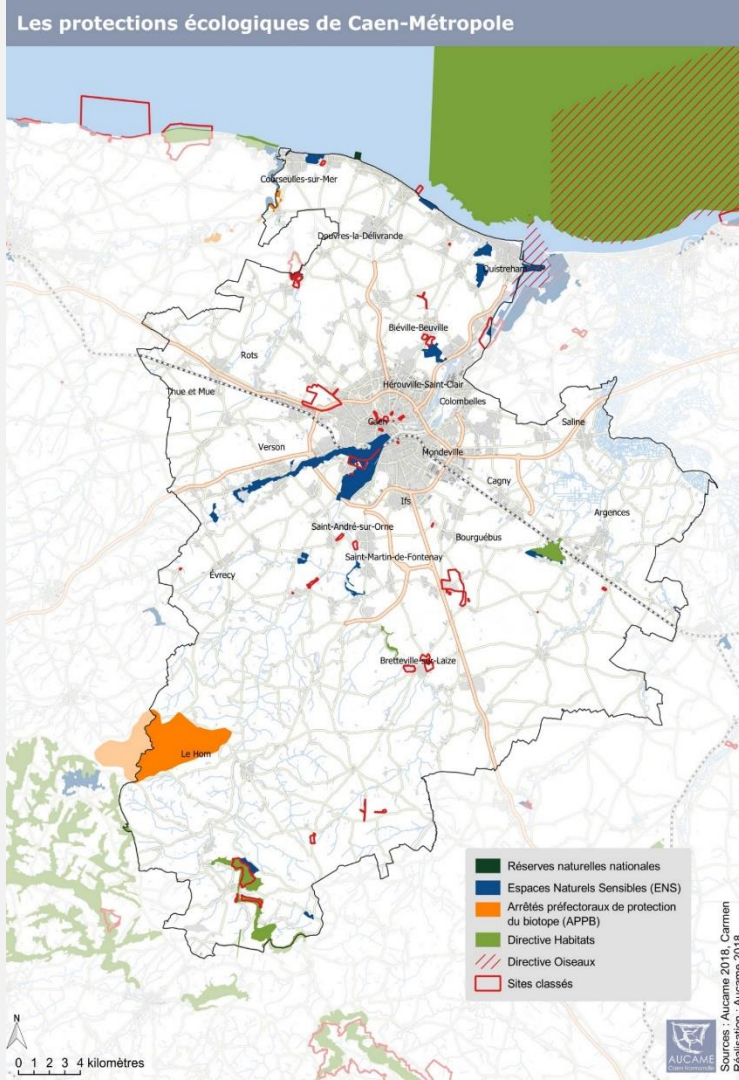 Les protections écologiques de Caen-Métropole
Courseulles-sur-Mer
Douvres-la-Délivrande
Ouistreham
Biéville-Beuville
Rots
Hérouville-Saint-Clair
Thue et Mue
Colombelles
Caen
Saline
Verson
Mondeville
Cagny
Ifs
Argences
Saint-André-sur-Orne
Bourguébus
Saint-Martin-de-Fontenay
Évrecy
Bretteville-sur-Laize
Le Hom
Réserves naturelles nationales
Espaces Naturels Sensibles (ENS)
Arrêtés préfectoraux de protection
du biotope (APPB)
Directive Habitats
Directive Oiseaux
Sites classés
N
0 1 2 3 4 kilomètres
AUCAME
Caen Normandie
Sources : Aucame 2018, Carmen
Réalisation : Aucame 2018